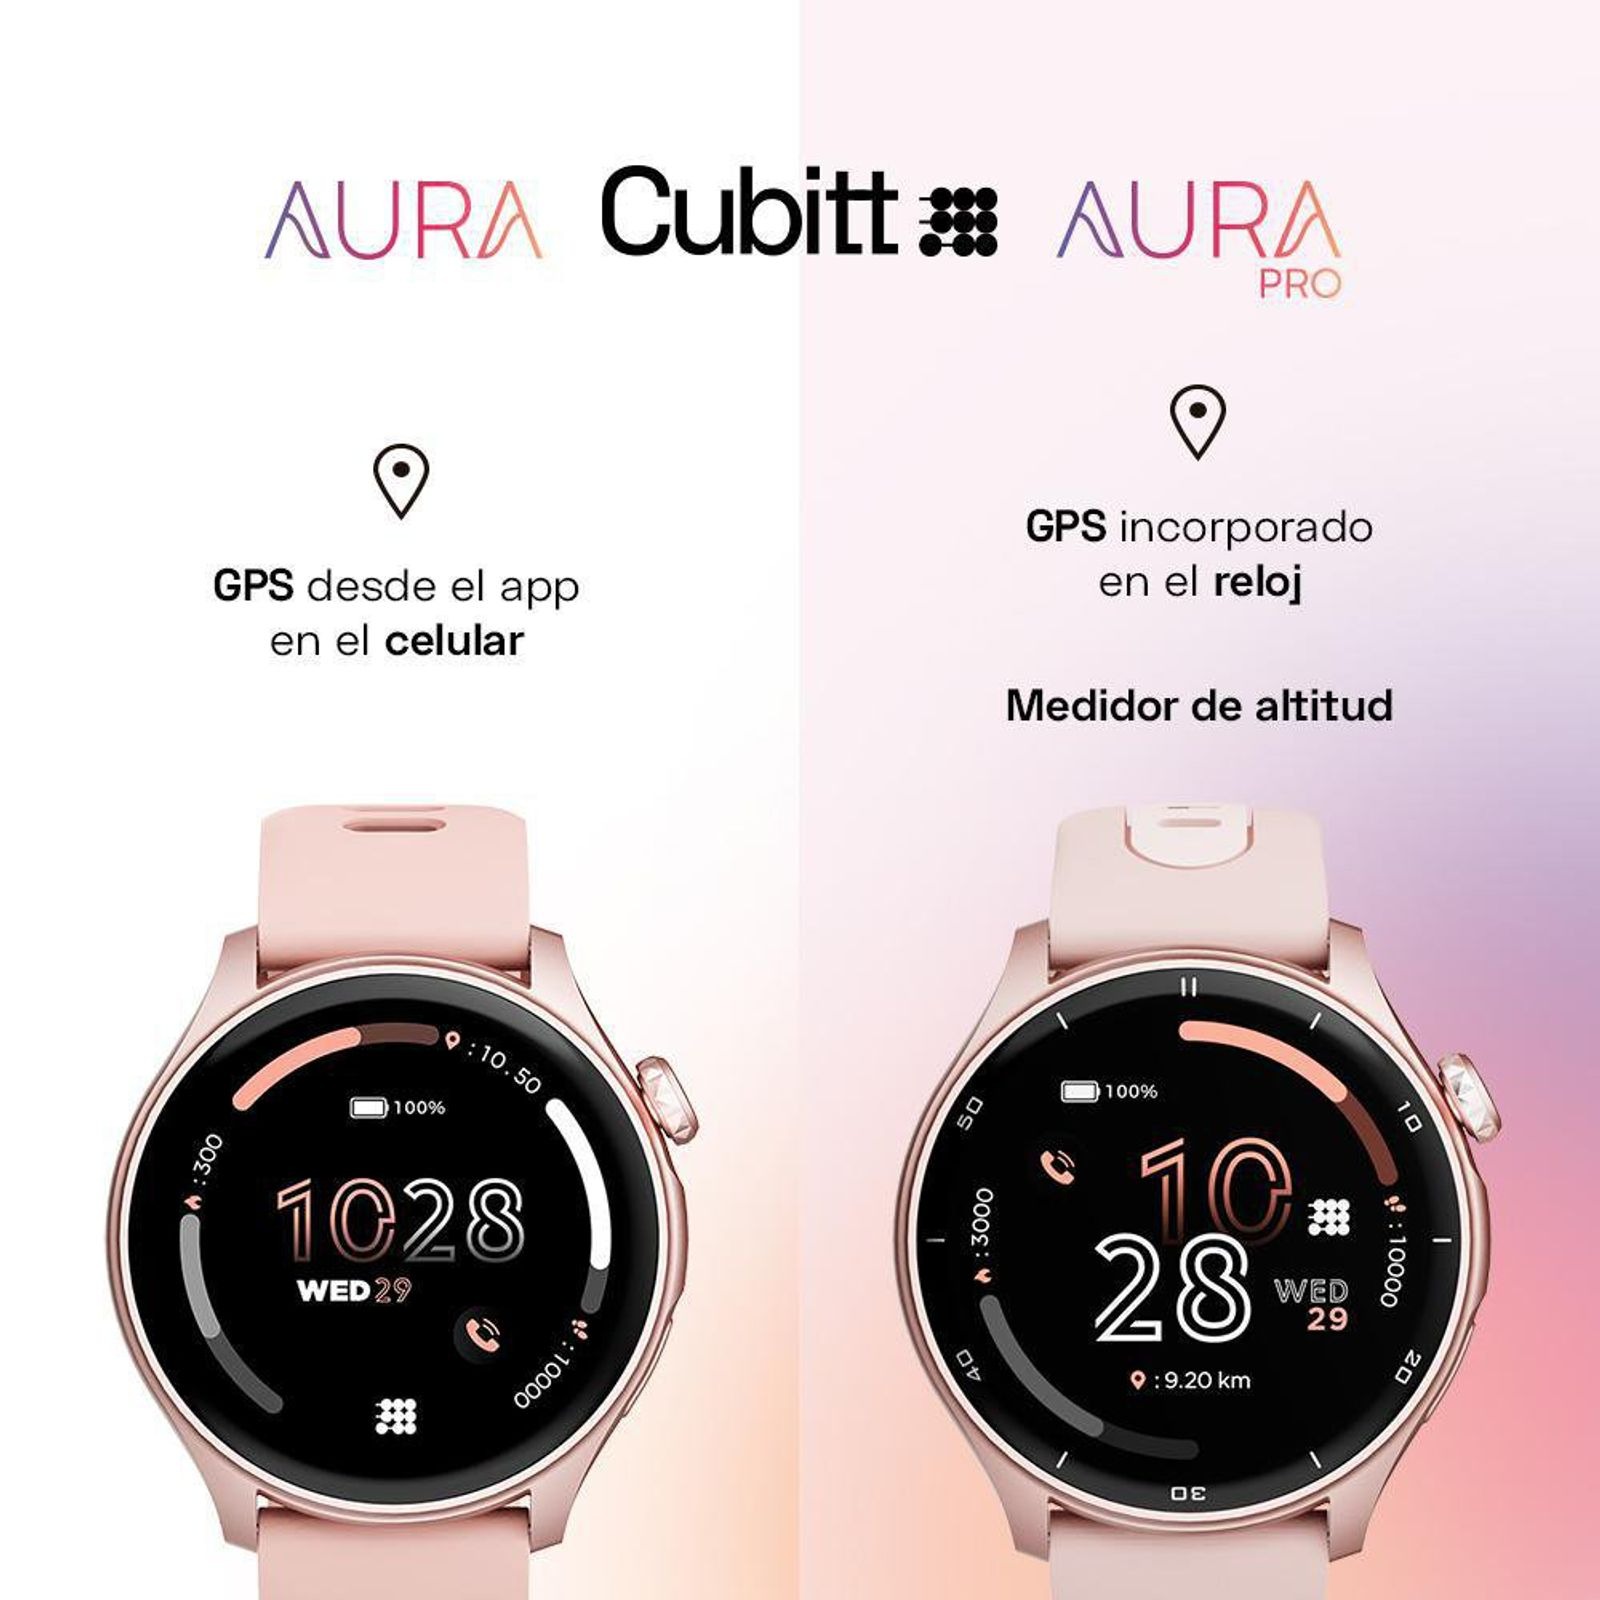 AURA
Cubitt
AURA
PRO
GPS desde el app
en el celular
GPS incorporado
en el reloj
Medidor de altitud
:10.50
100%
:300
1028
WED 29
:10000
50
10
100%
10
28
:3000
:10000
WED
29
:9.20 km
40
20
30